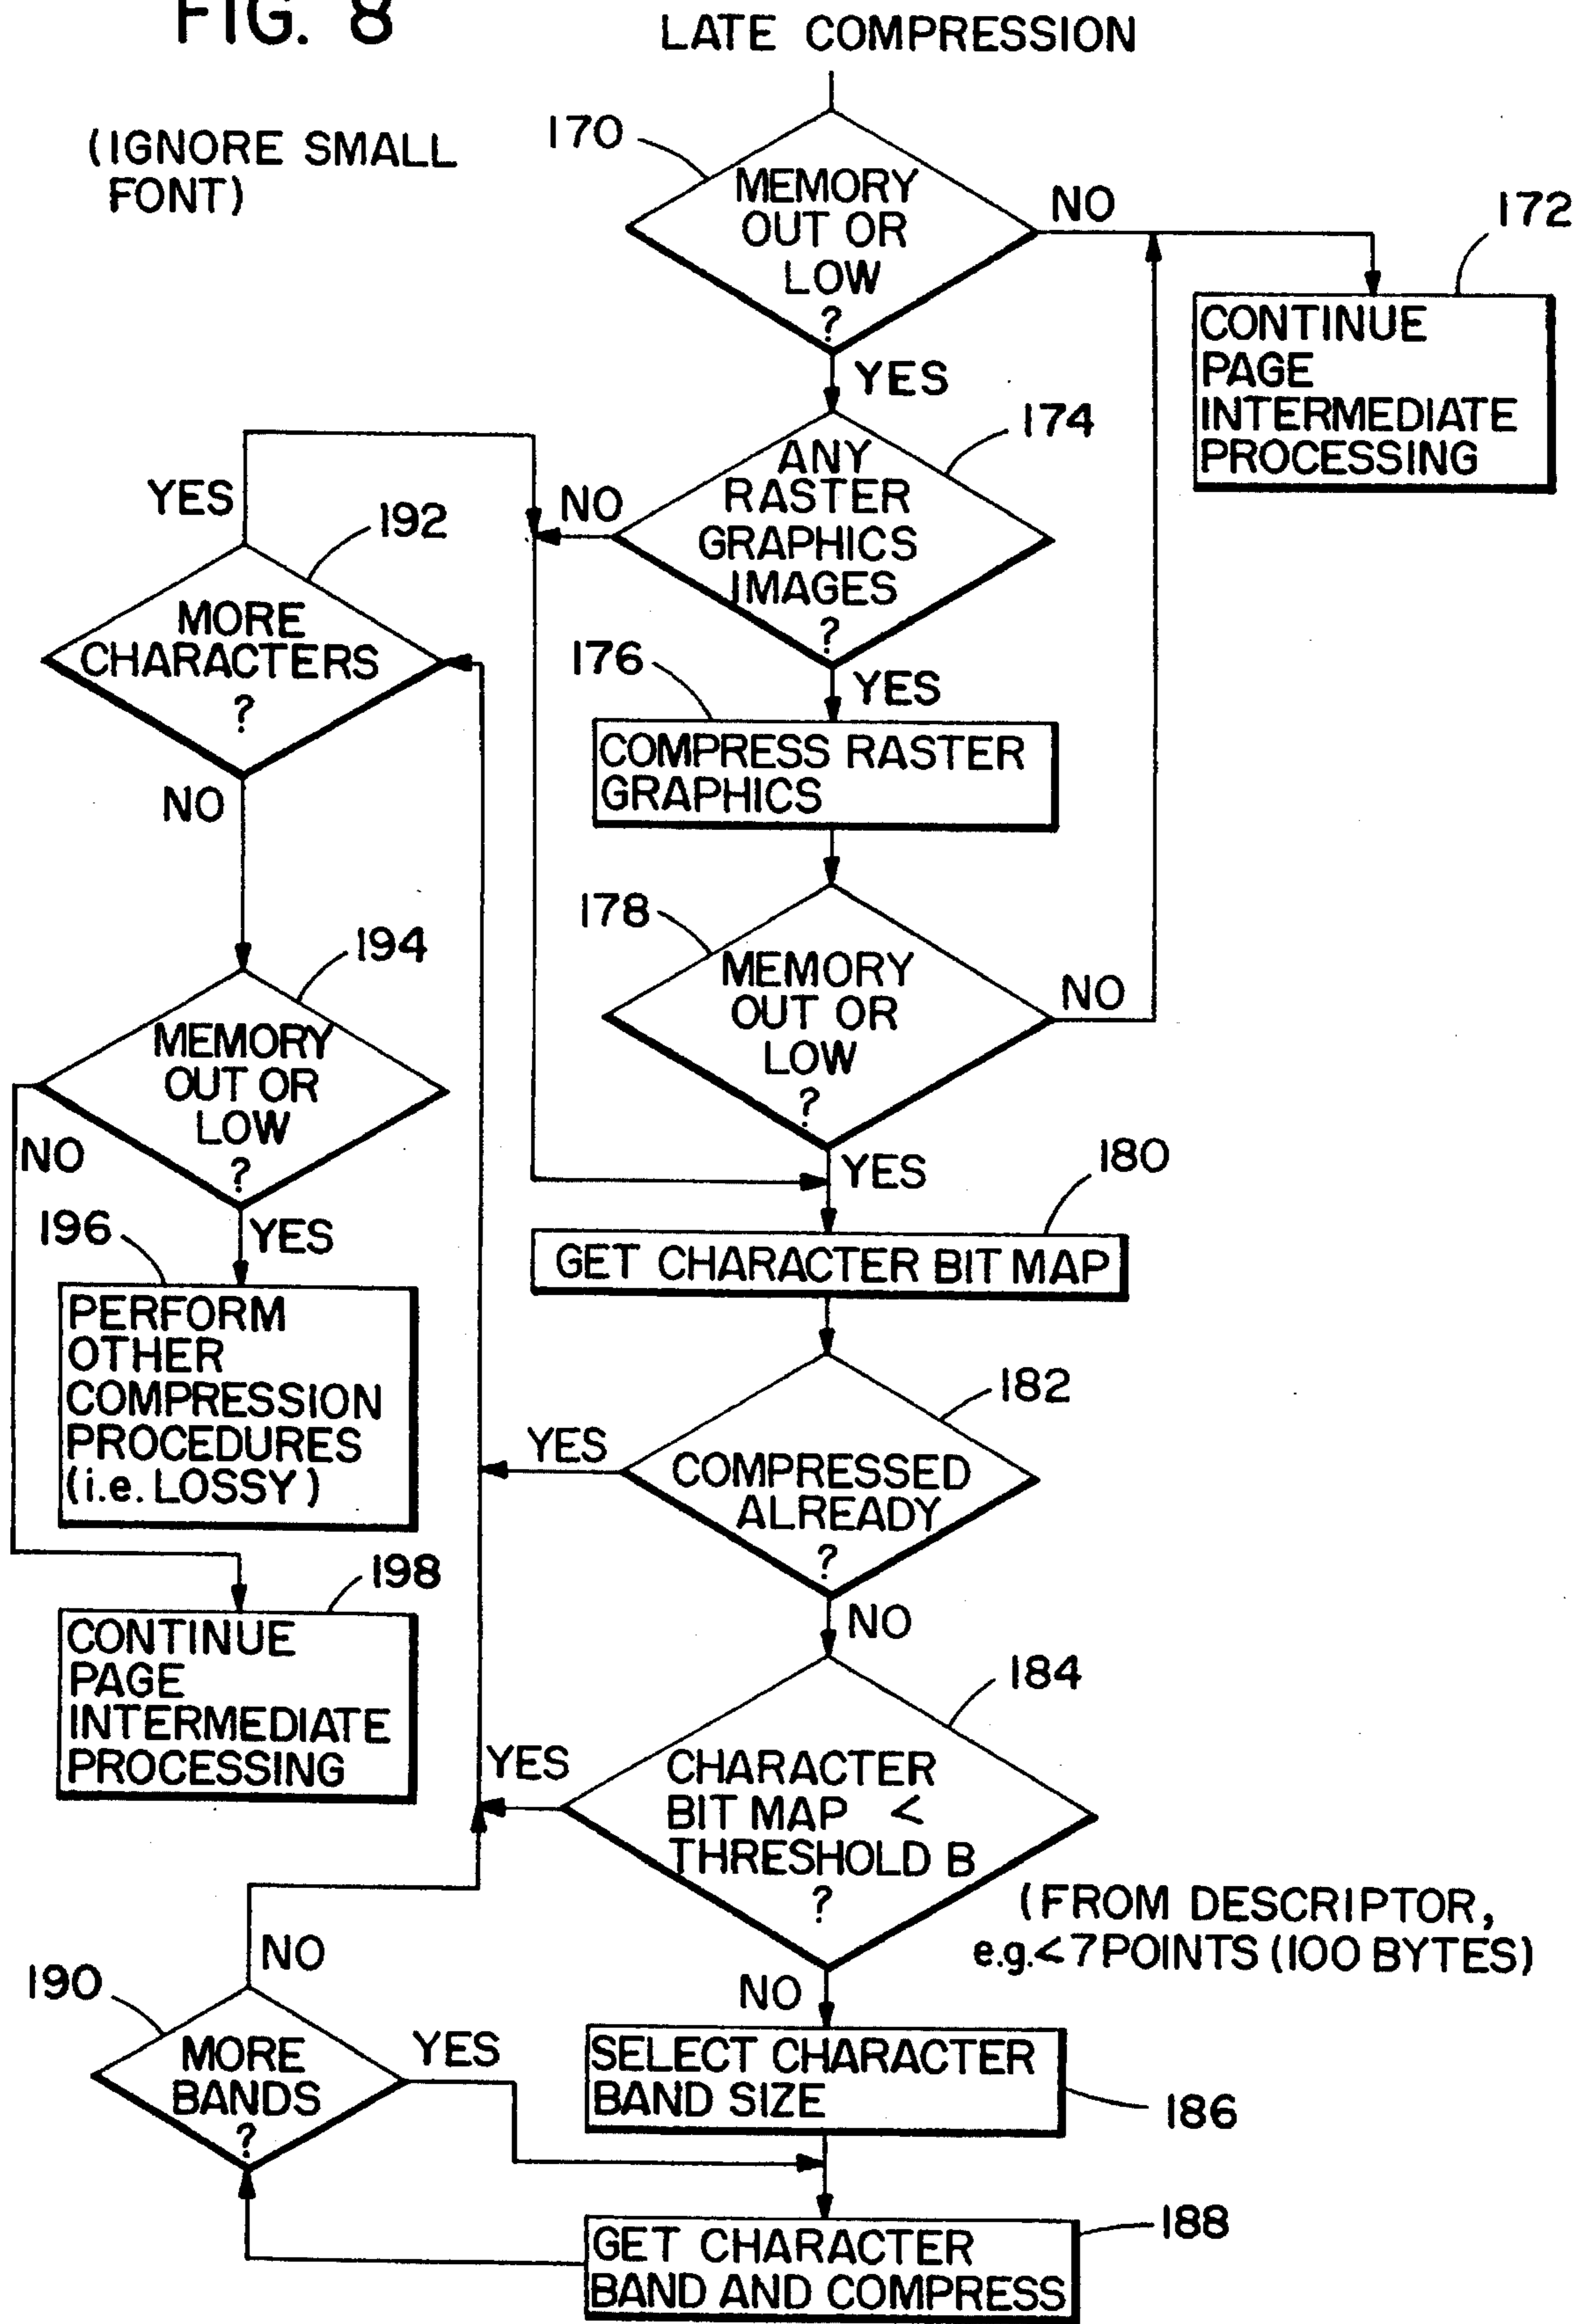 FIG. 8
LATE COMPRESSION
(IGNORE SMALL
FONT)
170
MEMORY
OUT OR
LOW
?
NO
172
CONTINUE
PAGE
INTERMEDIATE
PROCESSING
YES
174
ANY
RASTER
GRAPHICS
IMAGES
?
NO
YES
192
MORE
CHARACTERS
?
NO
YES
176
COMPRESS RASTER
GRAPHICS
178
MEMORY
OUT OR
LOW
?
NO
YES
194
MEMORY
OUT OR
LOW
?
NO
YES
196
PERFORM
OTHER
COMPRESSION
PROCEDURES
(i.e. LOSSY)
198
CONTINUE
PAGE
INTERMEDIATE
PROCESSING
180
GET CHARACTER BIT MAP
182
COMPRESSED
ALREADY
?
YES
NO
184
CHARACTER
BIT MAP <
THRESHOLD B
?
YES
(FROM DESCRIPTOR,
e.g.<7 POINTS (100 BYTES)
NO
SELECT CHARACTER
BAND SIZE
186
190
MORE
BANDS
?
NO
YES
188
GET CHARACTER
BAND AND COMPRESS